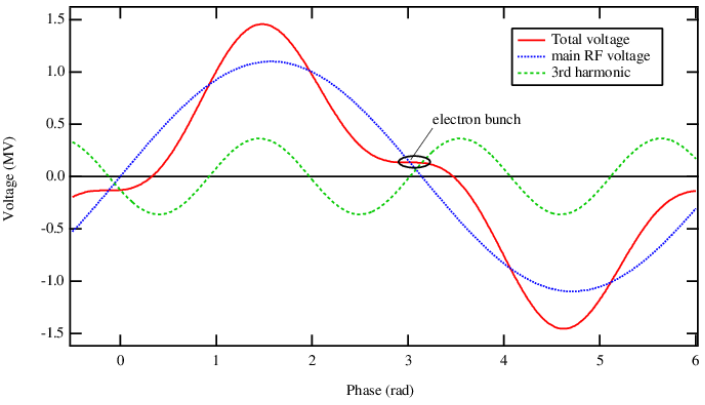 1.5
1.0
0.5
0.0
-0.5
-1.0
-1.5
Voltage (MV)
Total voltage
main RF voltage
3rd harmonic
electron bunch
0 1 2 3 4 5 6
Phase (rad)